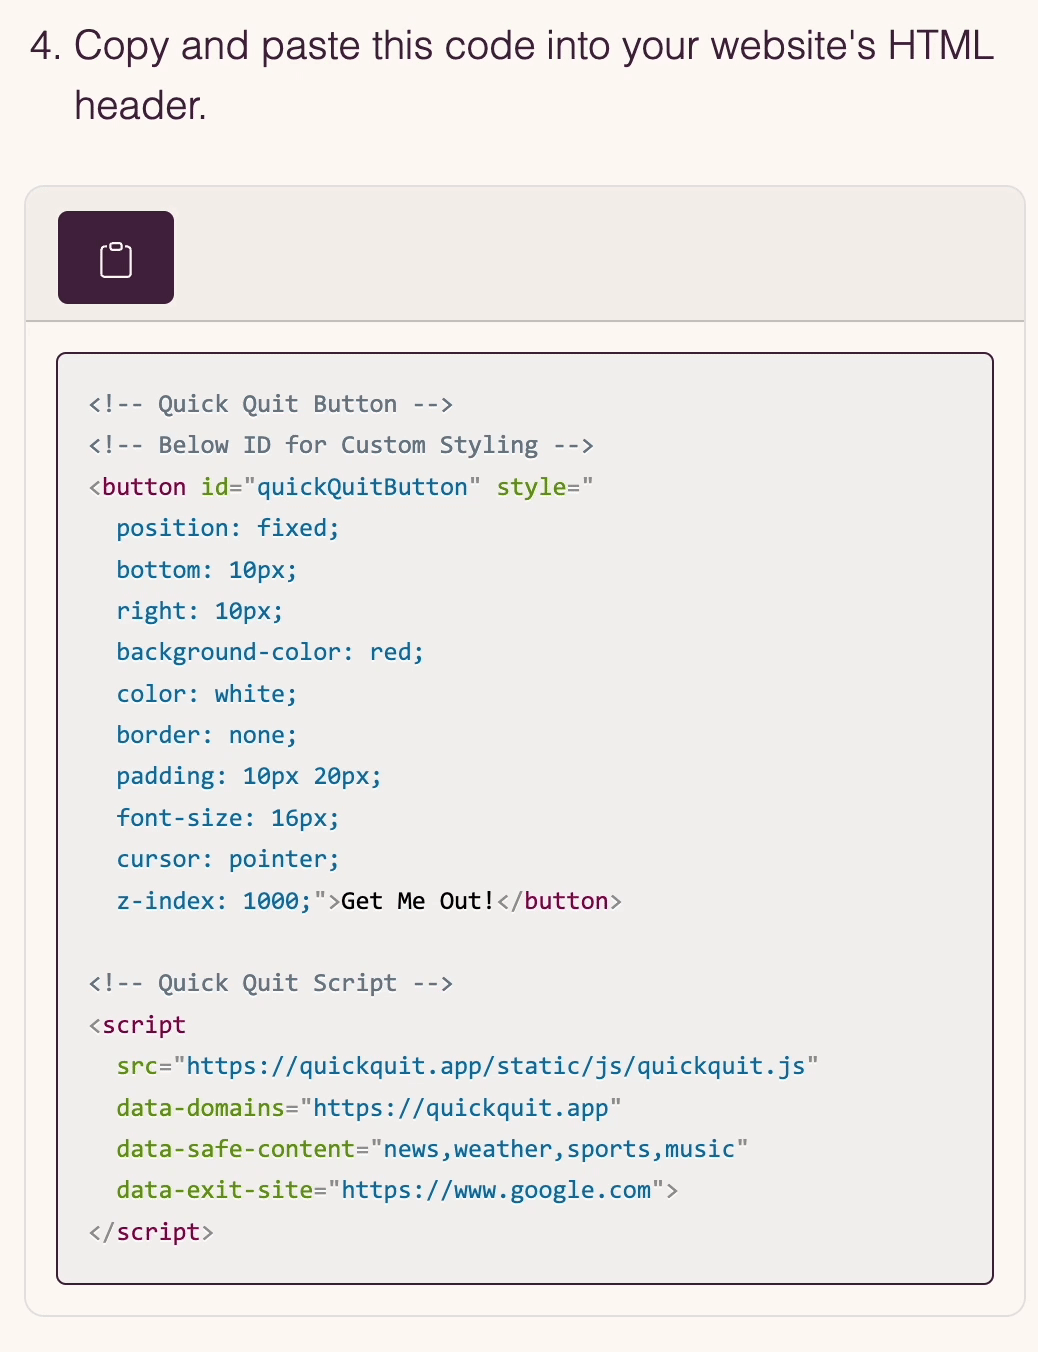 4. Copy and paste this code into your website's HTML
header.
<!-- Quick Quit Button -->
<!-- Below ID for Custom Styling -->
<button id="quickQuitButton" style="
  position: fixed;
  bottom: 10px;
  right: 10px;
  background-color: red;
  color: white;
  border: none;
  padding: 10px 20px;
  font-size: 16px;
  cursor: pointer;
  z-index: 1000;">Get Me Out!</button>

<!-- Quick Quit Script -->
<script
  src="https://quickquit.app/static/js/quickquit.js"
  data-domains="https://quickquit.app"
  data-safe-content="news,weather,sports,music"
  data-exit-site="https://www.google.com">
</script>